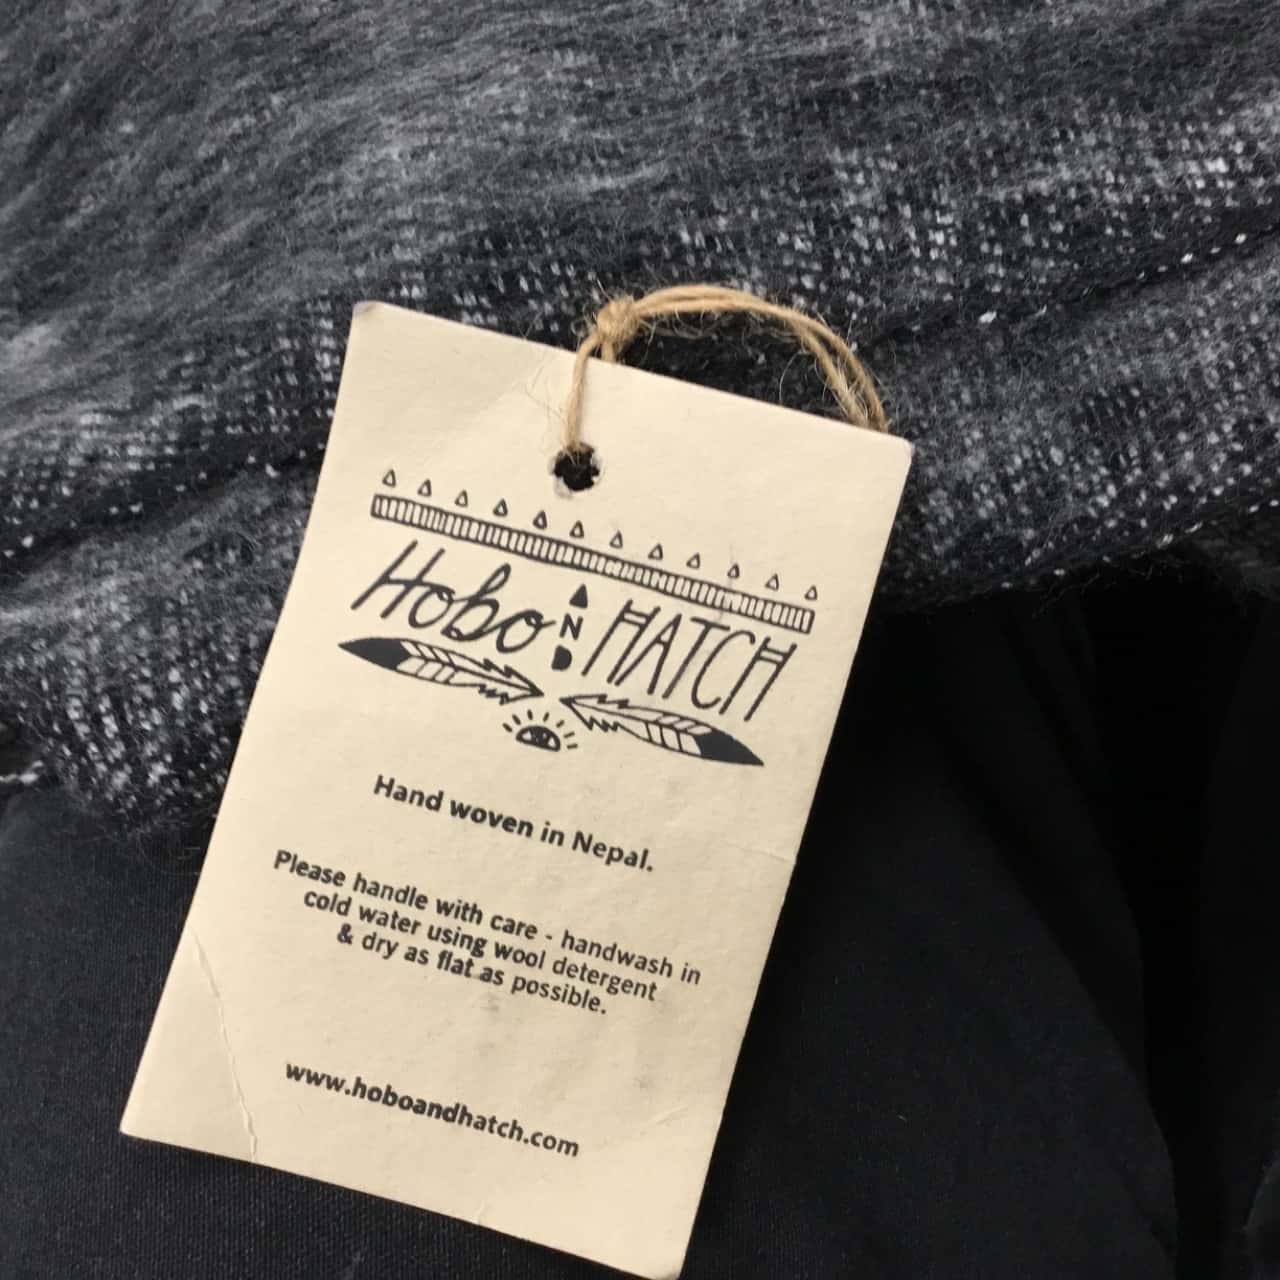 Hobo AND HATCH
Hand woven in Nepal.
Please handle with care - handwash in
cold water using wool detergent
& dry as flat as possible.
www.hoboandhatch.com